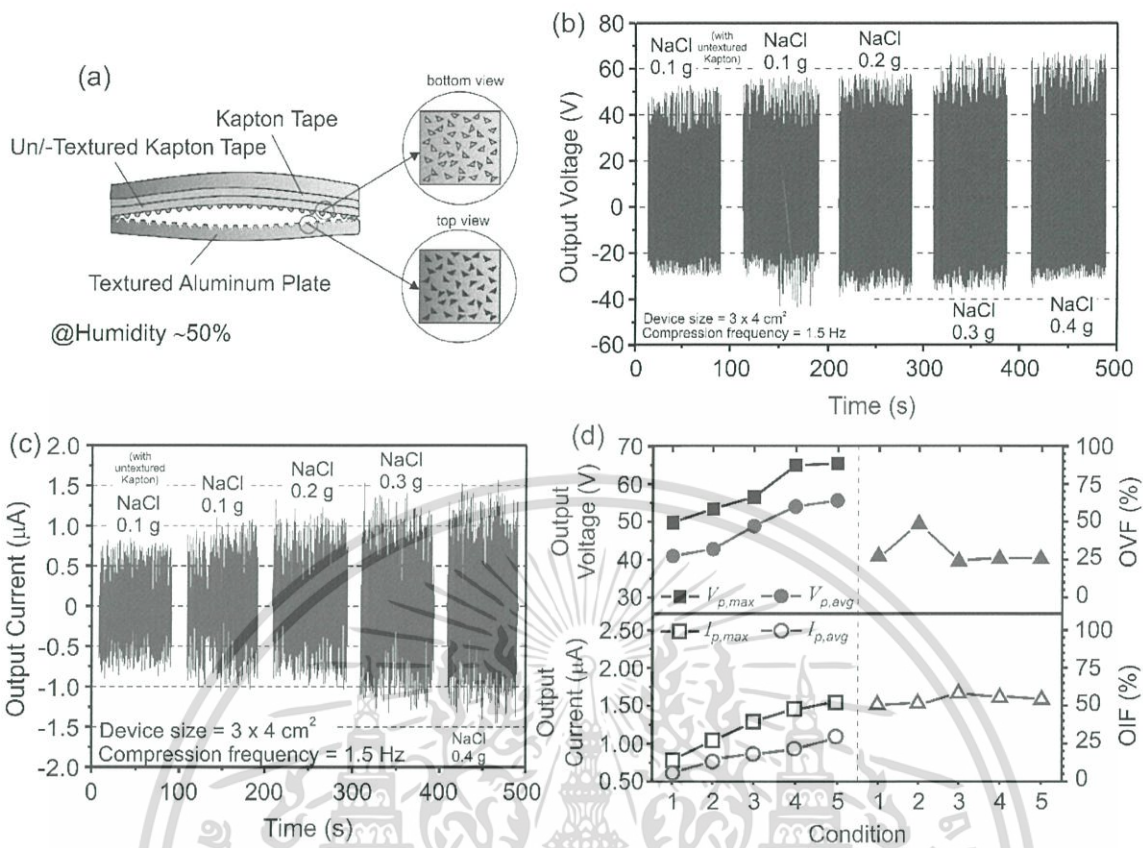 (a)
bottom view
Kapton Tape
Un/-Textured Kapton Tape
top view
Textured Aluminum Plate
@Humidity ~50%
(b)
Output Voltage (V)
80
60
40
20
0
-20
-40
-60
NaCl
0.1 g
(with
untextured
Kapton)
NaCl
0.1 g
NaCl
0.2 g
NaCl
0.3 g
NaCl
0.4 g
Device size = 3 x 4 cm²
Compression frequency = 1.5 Hz
0 100 200 300 400 500
Time (s)
(c)
Output Current (μA)
2.0
1.5
1.0
0.5
0
-0.5
-1.0
-1.5
-2.0
(with
untextured
Kapton)
NaCl
0.1 g
NaCl
0.1 g
NaCl
0.2 g
NaCl
0.3 g
NaCl
0.4 g
Device size = 3 x 4 cm²
Compression frequency = 1.5 Hz
0 100 200 300 400 500
Time (s)
(d)
Output
Voltage (V)
70
60
50
40
30
Vp,max Vp,avg
100
75
50
25
0
OVF (%)
Output
Current (μA)
2.50
2.00
1.50
1.00
0.50
Ip,max Ip,avg
100
75
50
25
0
OIF (%)
1 2 3 4 5 1 2 3 4 5
Condition